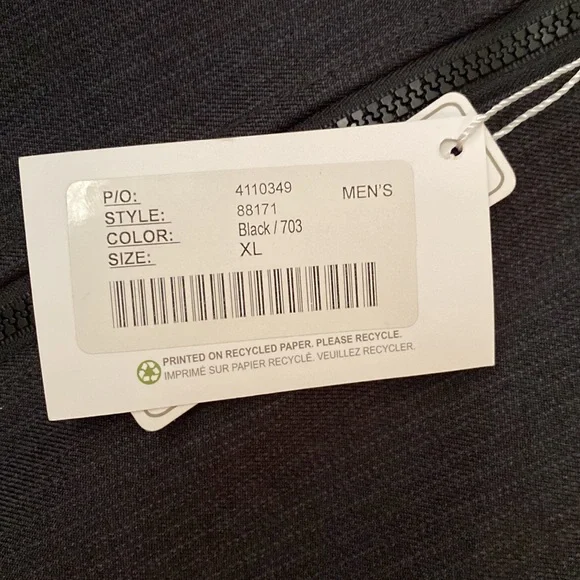 P/O: 4110349 MEN'S
STYLE: 88171
COLOR: Black / 703
SIZE: XL
PRINTED ON RECYCLED PAPER. PLEASE RECYCLE.
IMPRIMÉ SUR PAPIER RECYCLÉ. VEUILLEZ RECYCLER.